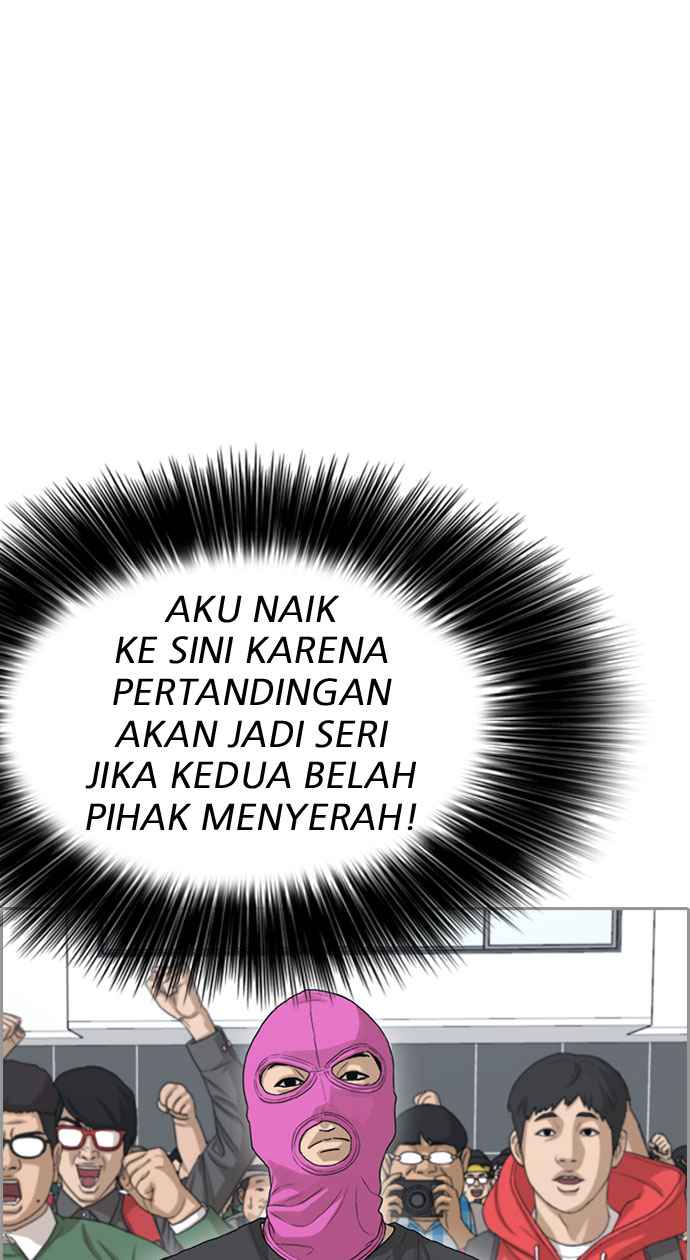 AKU NAIK
KE SINI KARENA
PERTANDINGAN
AKAN JADI SERI
JIKA KEDUA BELAH
PIHAK MENYERAH!